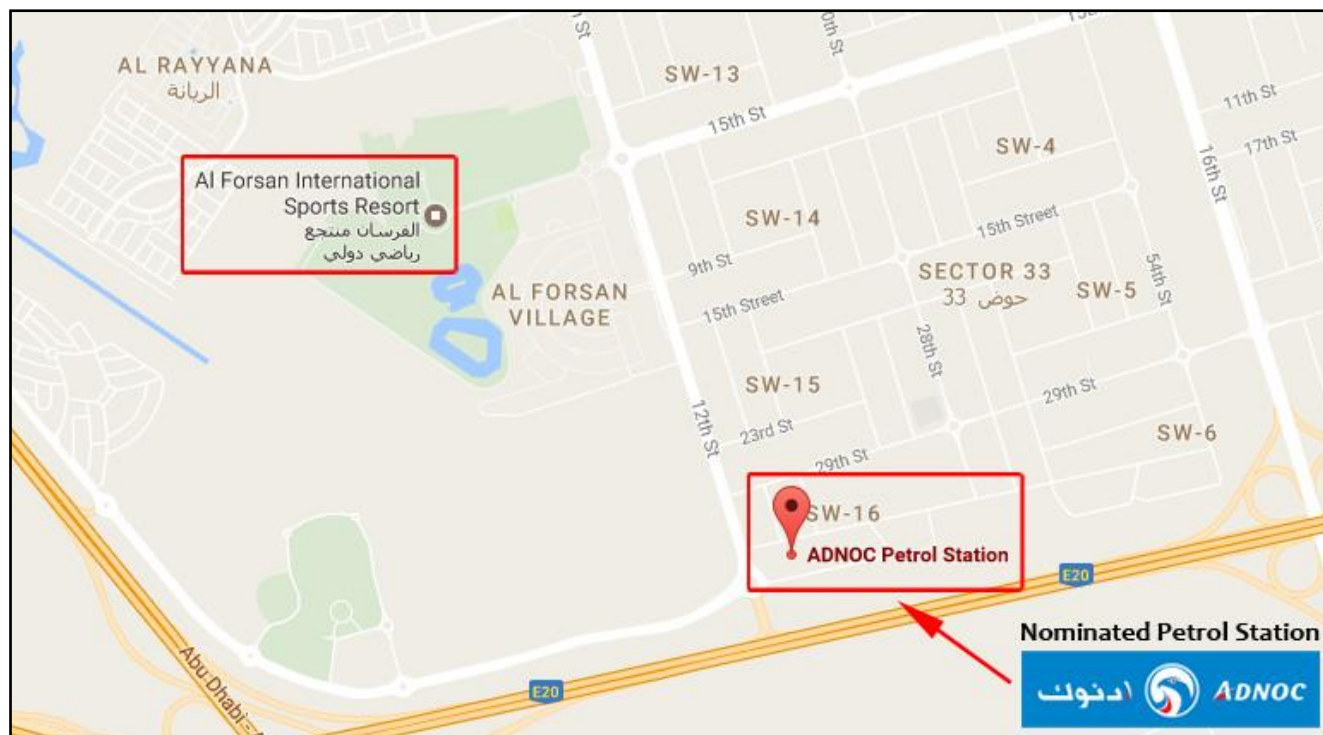 AL RAYYANA
الريانة
Al Forsan International
Sports Resort
الفرسان منتجع
رياضي دولي
AL FORSAN
VILLAGE
SW-13
15th St
SW-4
11th St
17th St
16th St
SW-14
15th Street
9th St
SECTOR 33
حوض 33
54th St
SW-5
15th Street
28th St
SW-15
29th St
12th St
23rd St
SW-6
29th St
SW-16
ADNOC Petrol Station
E20
E20
Abu Dhabi -
Nominated Petrol Station
ادنوك ADNOC